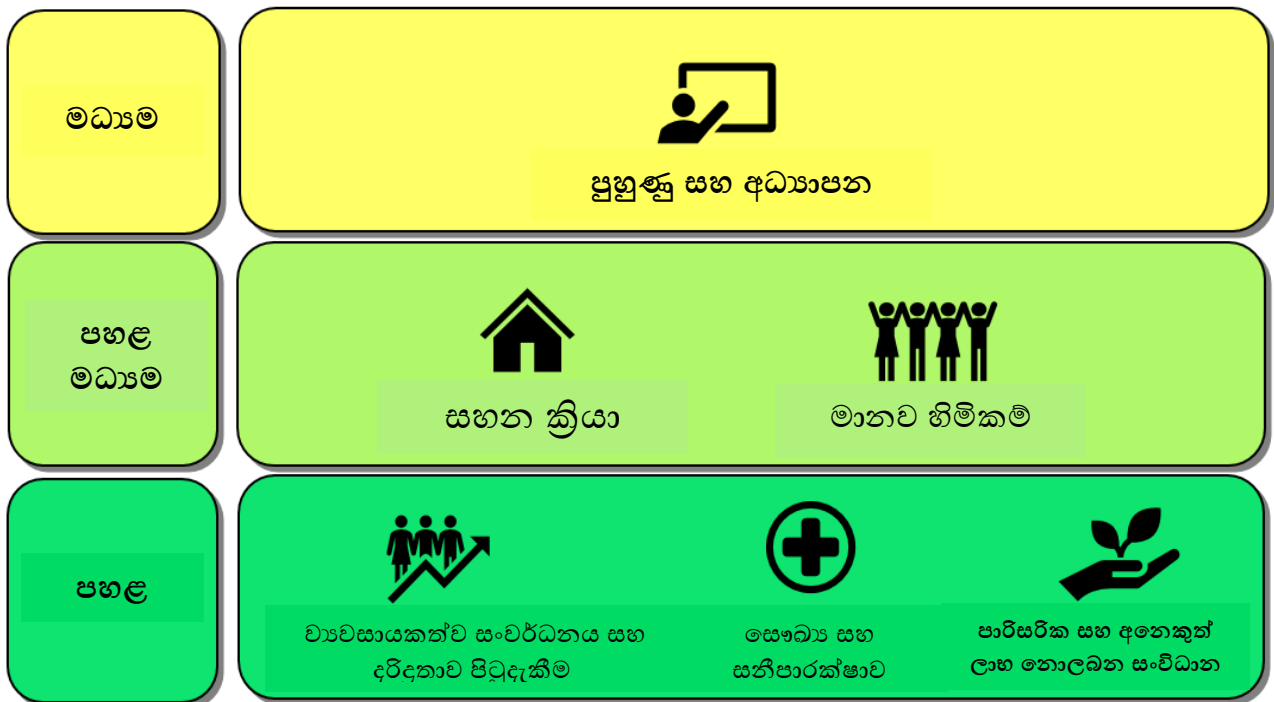 මධ්‍යම
පුහුණු සහ අධ්‍යාපන
පහළ
මධ්‍යම
සහන ක්‍රියා
මානව හිමිකම්
පහළ
ව්‍යවසායකත්ව සංවර්ධනය සහ
දරිද්‍රතාව පිටුදැකීම
සෞඛ්‍ය සහ
සනීපාරක්ෂාව
පාරිසරික සහ අනෙකුත්
ලාභ නොලබන සංවිධාන